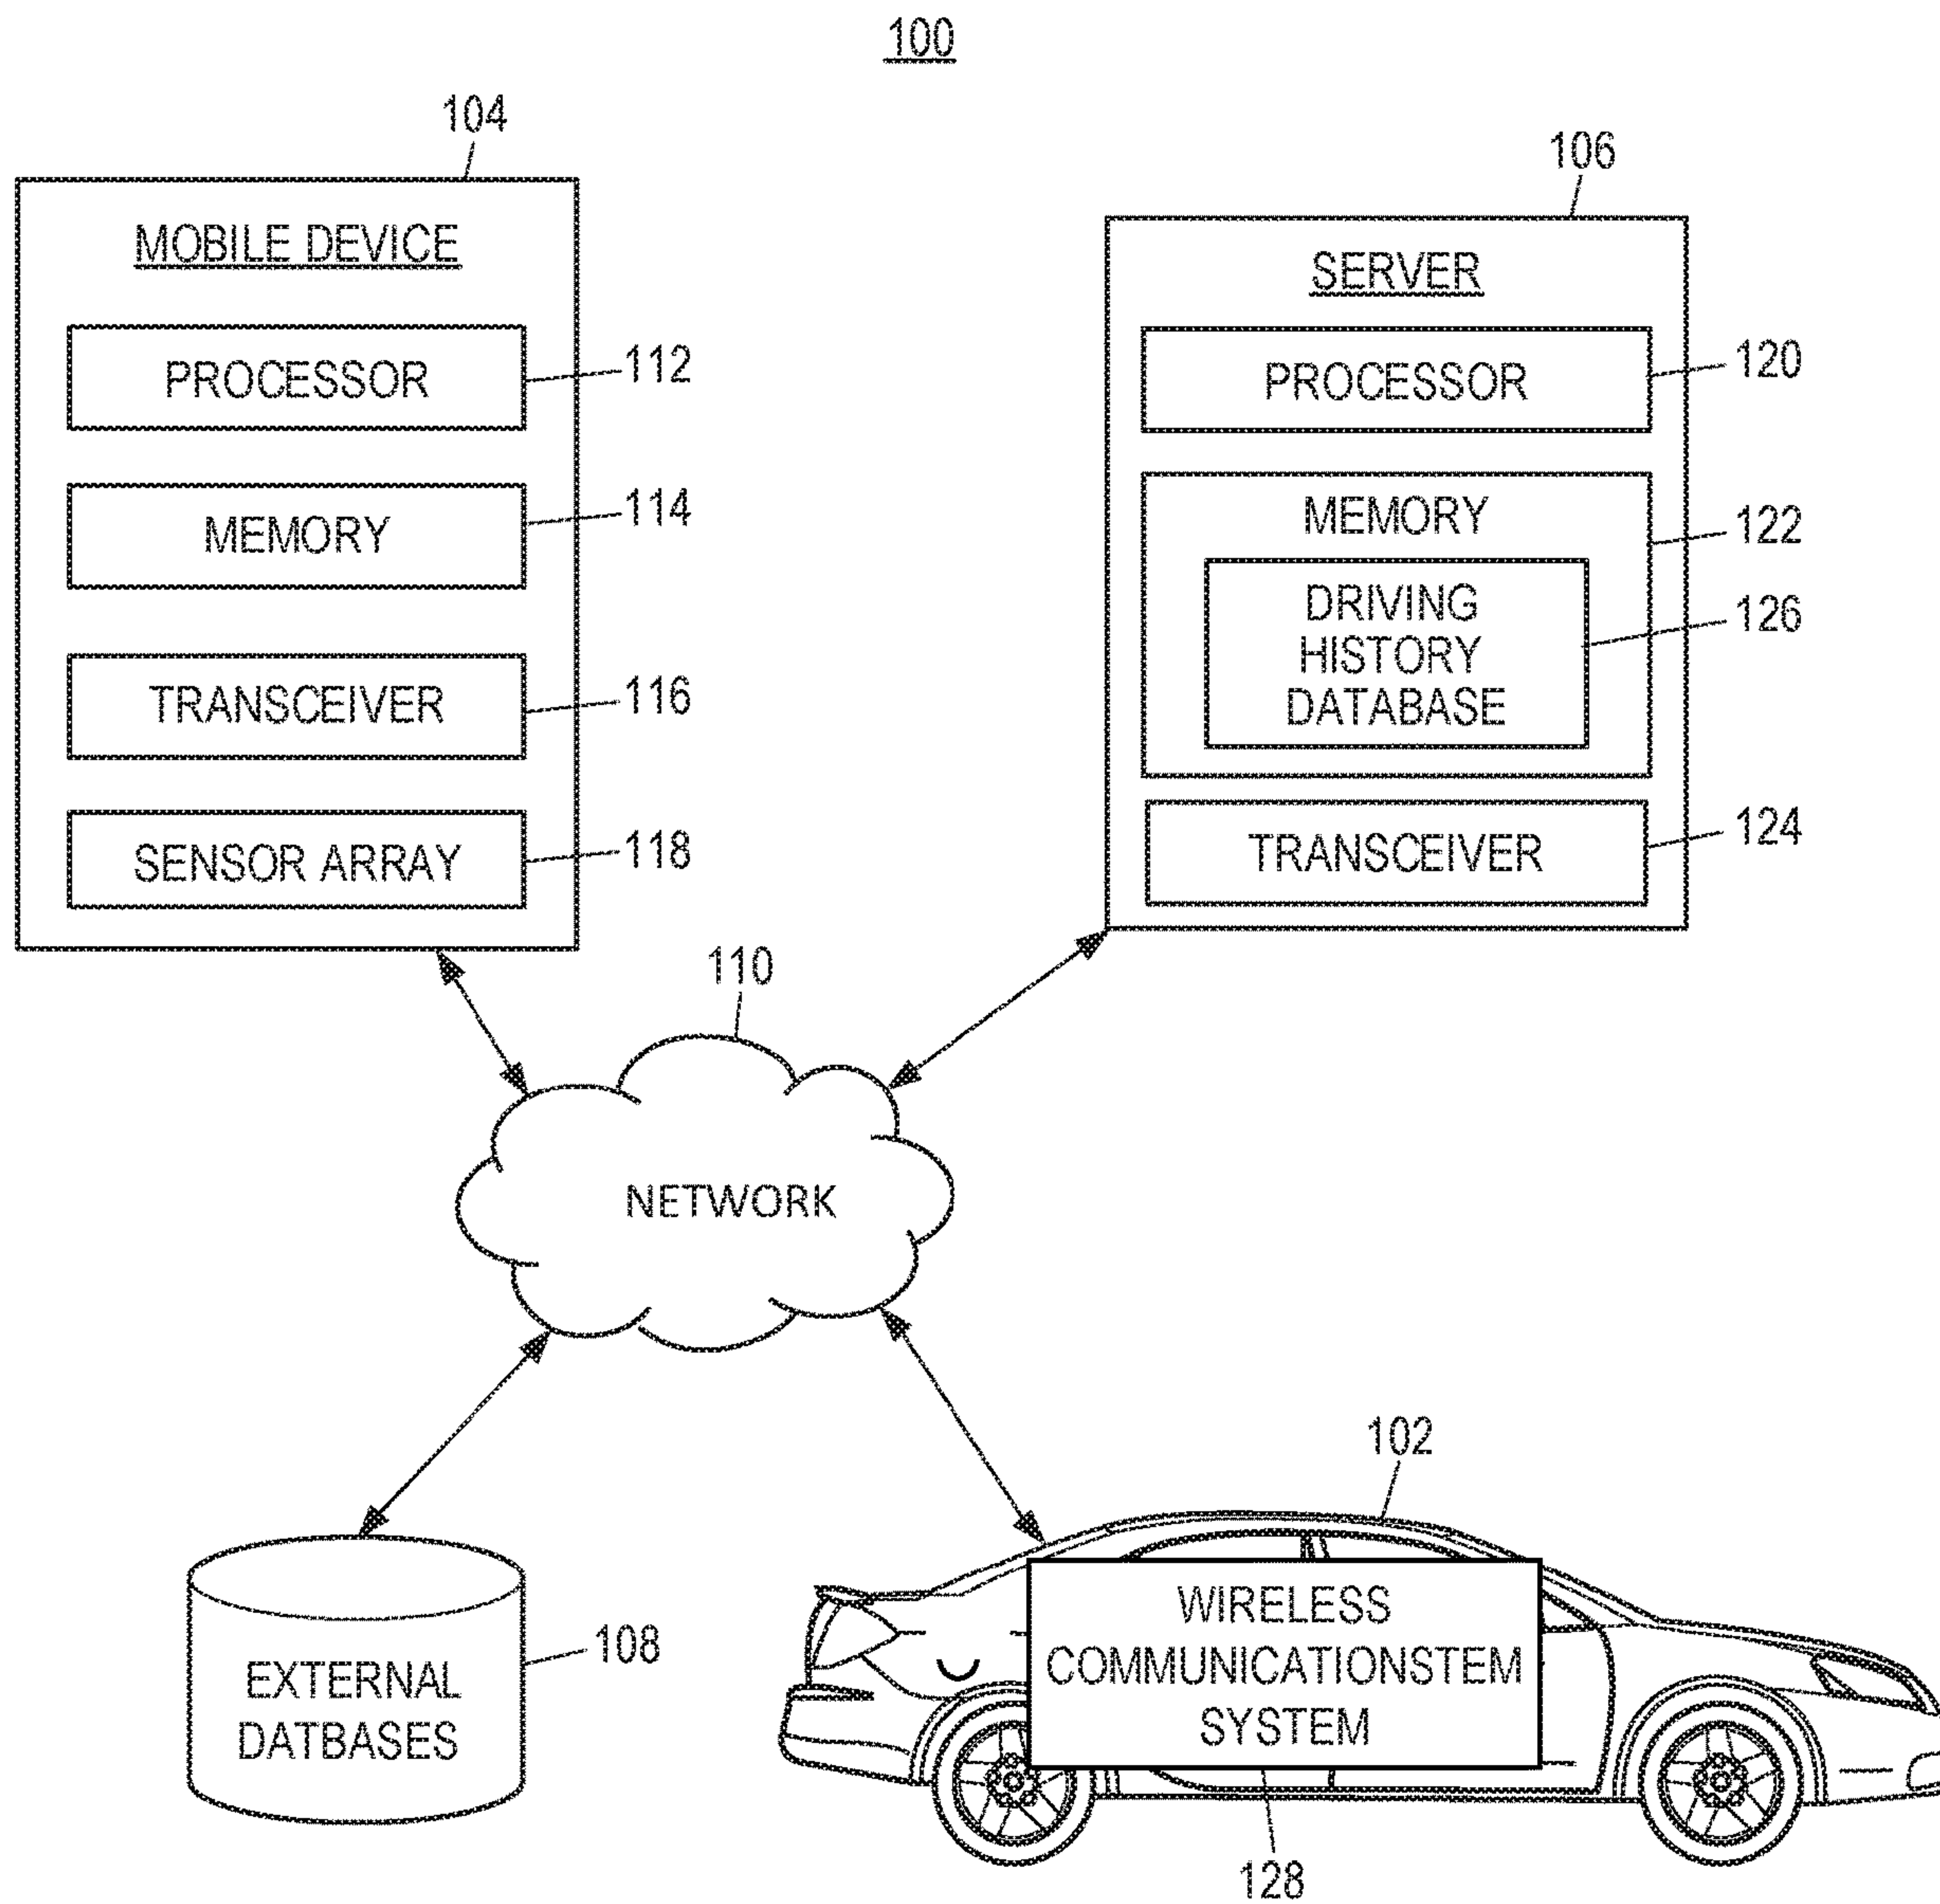 100
104
MOBILE DEVICE
PROCESSOR
112
MEMORY
114
TRANSCEIVER
116
SENSOR ARRAY
118
106
SERVER
PROCESSOR
120
MEMORY
122
DRIVING
HISTORY
DATABASE
126
TRANSCEIVER
124
110
NETWORK
EXTERNAL
DATBASES
108
102
WIRELESS
COMMUNICATIONSTEM
SYSTEM
128